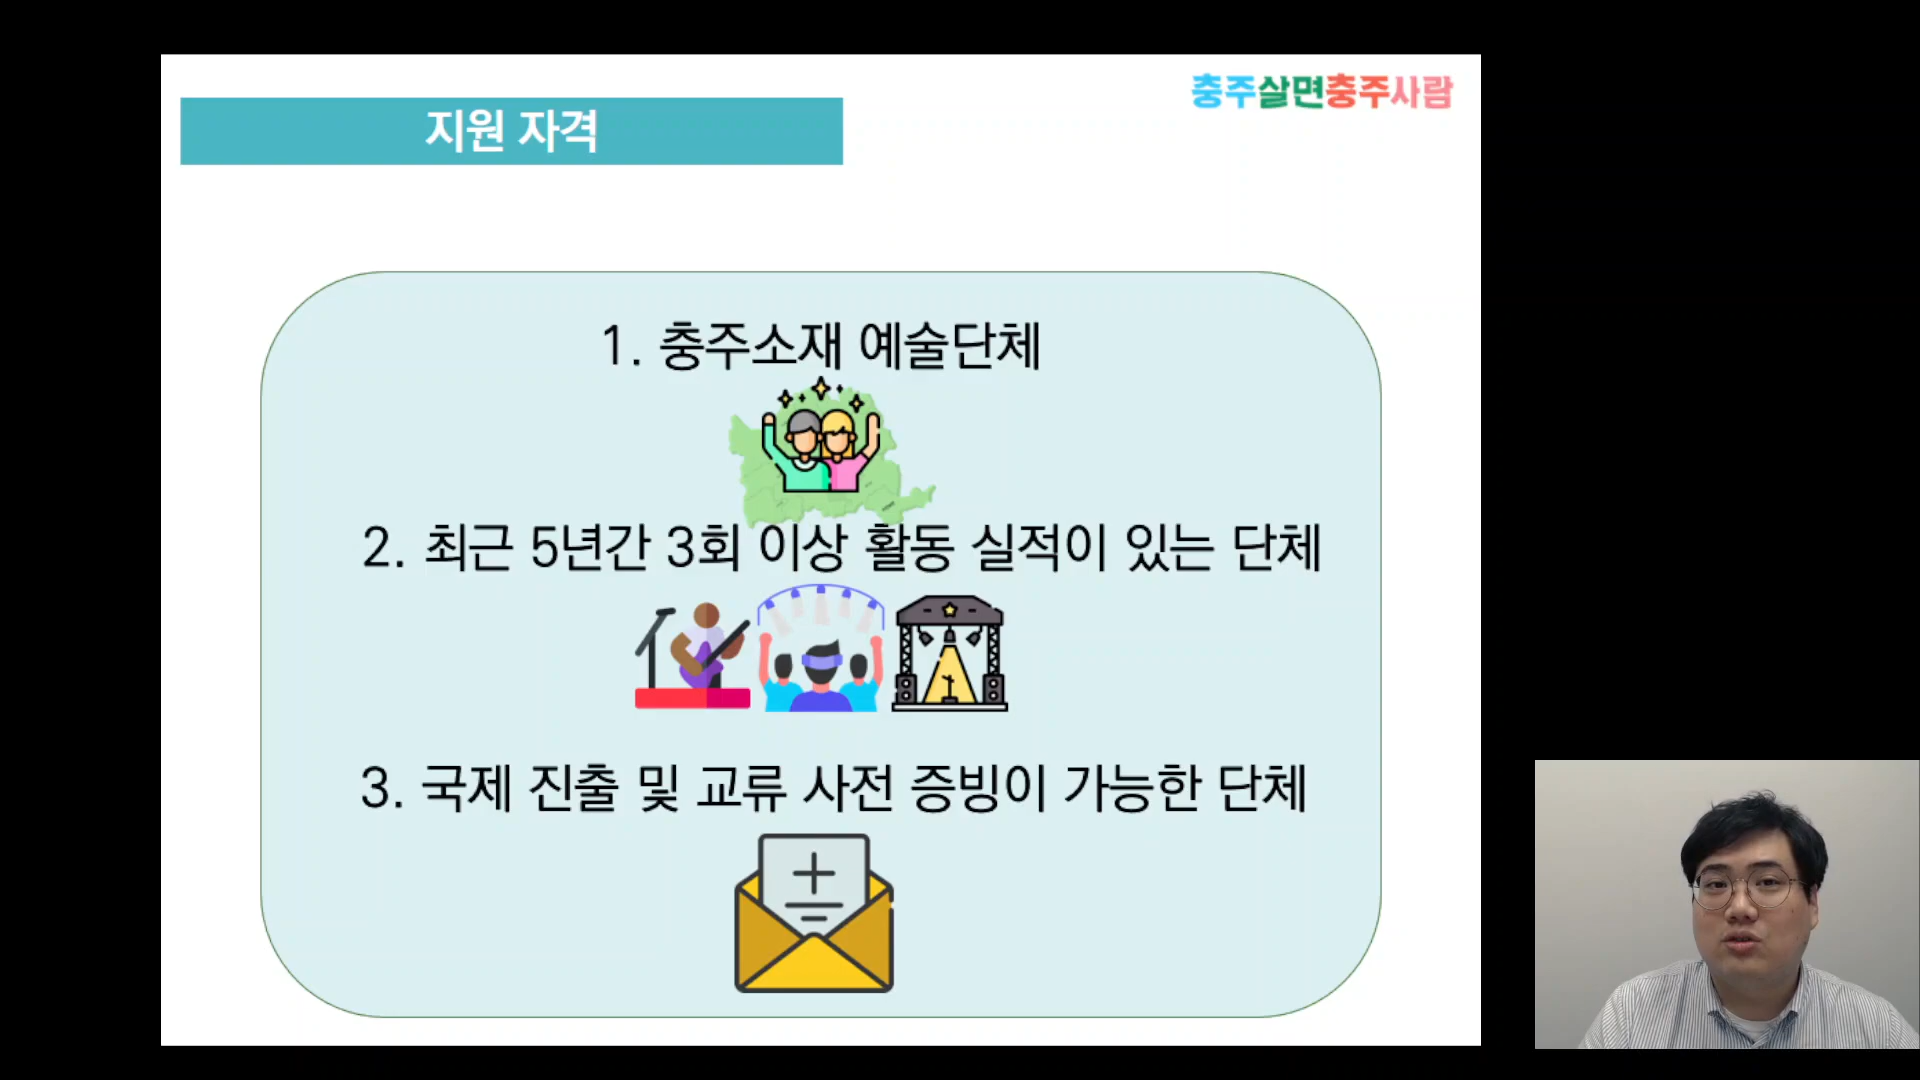 충주살면충주사람
지원 자격
1. 충주소재 예술단체
2. 최근 5년간 3회 이상 활동 실적이 있는 단체
3. 국제 진출 및 교류 사전 증빙이 가능한 단체